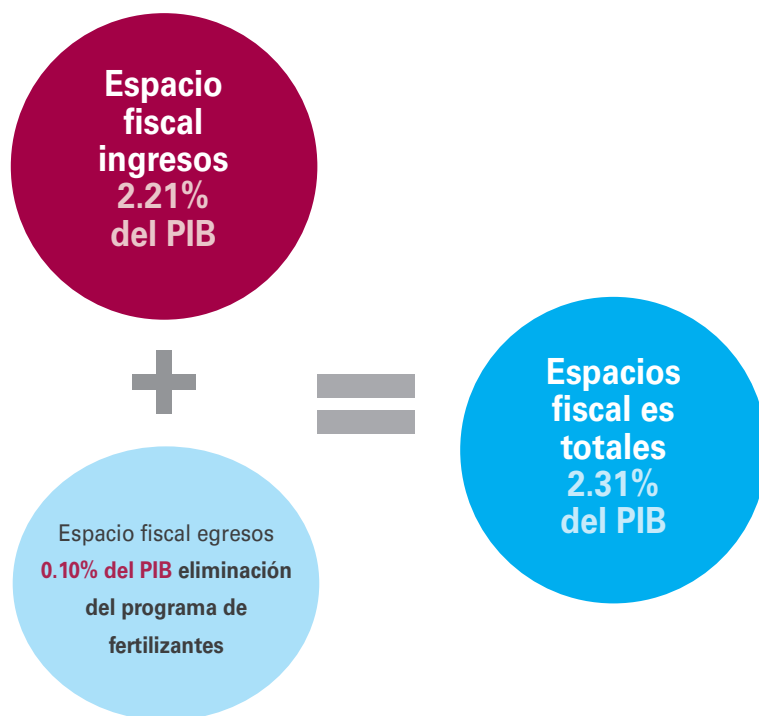 Espacio
fiscal
ingresos
2.21%
del PIB
+
Espacio fiscal egresos
0.10% del PIB eliminación
del programa de
fertilizantes
=
Espacios
fiscal es
totales
2.31%
del PIB